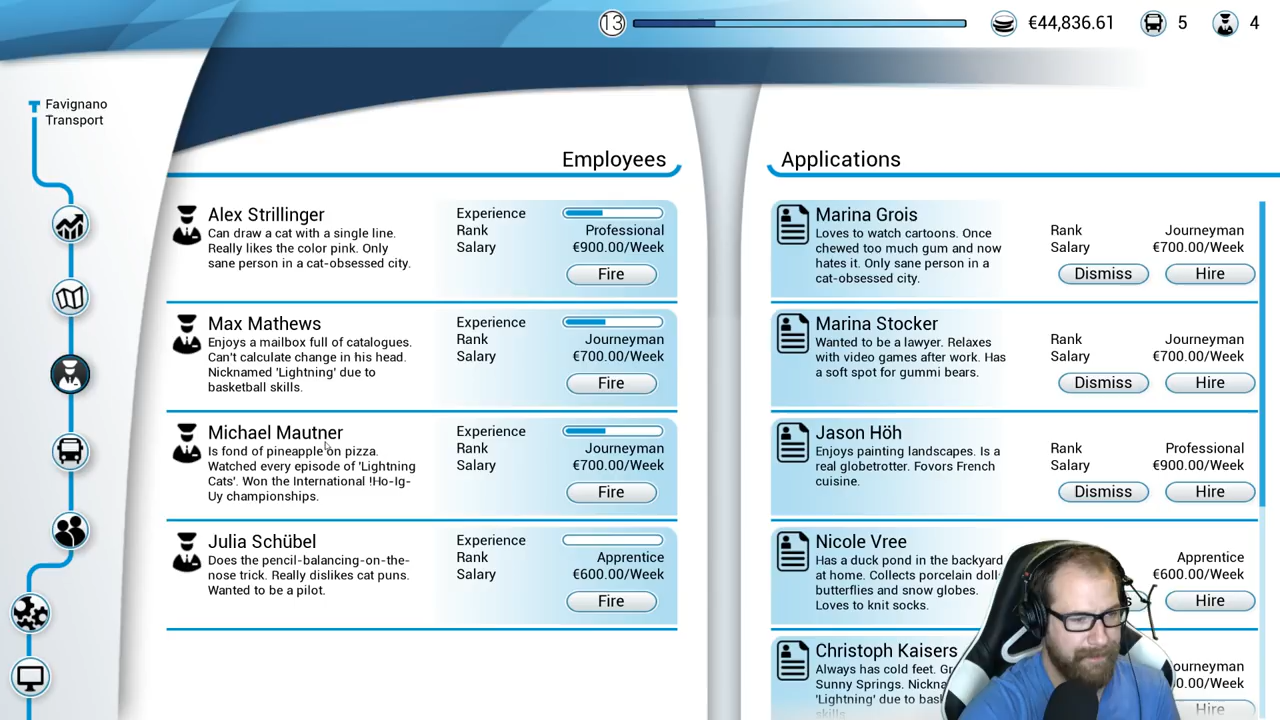 13
€44,836.61
5
4
Favignano
Transport
Employees
Alex Strillinger
Can draw a cat with a single line.
Really likes the color pink. Only
sane person in a cat-obsessed city.
Experience
Rank Professional
Salary €900.00/Week
Fire
Max Mathews
Enjoys a mailbox full of catalogues.
Can't calculate change in his head.
Nicknamed 'Lightning' due to
basketball skills.
Experience
Rank Journeyman
Salary €700.00/Week
Fire
Michael Mautner
Is fond of pineapple on pizza.
Watched every episode of 'Lightning
Cats'. Won the International !Ho-Ig-
Uy championships.
Experience
Rank Journeyman
Salary €700.00/Week
Fire
Julia Schübel
Does the pencil-balancing-on-the-
nose trick. Really dislikes cat puns.
Wanted to be a pilot.
Experience
Rank Apprentice
Salary €600.00/Week
Fire
Applications
Marina Grois
Loves to watch cartoons. Once
chewed too much gum and now
hates it. Only sane person in a
cat-obsessed city.
Rank Journeyman
Salary €700.00/Week
Dismiss Hire
Marina Stocker
Wanted to be a lawyer. Relaxes
with video games after work. Has
a soft spot for gummi bears.
Rank Journeyman
Salary €700.00/Week
Dismiss Hire
Jason Höh
Enjoys painting landscapes. Is a
real globetrotter. Fovors French
cuisine.
Rank Professional
Salary €900.00/Week
Dismiss Hire
Nicole Vree
Has a duck pond in the backyard
at home. Collects porcelain
butterflies and snow globes.
Loves to knit socks.
Apprentice
€600.00/Week
Hire
Christoph Kaisers
Always has cold feet.
Sunny Springs.
'Lightning' due to
skills.
Hire